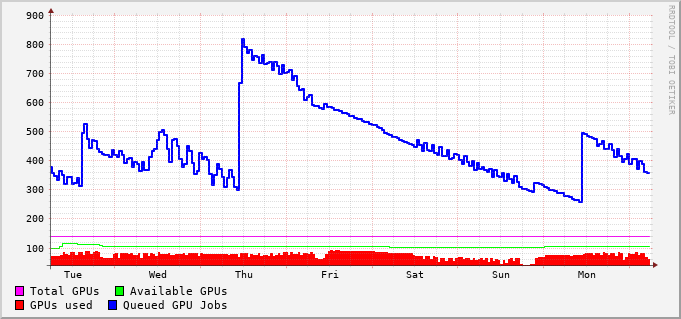 900
800
700
600
500
400
300
200
100
Tue Wed Thu Fri Sat Sun Mon
Total GPUs Available GPUs
GPUs used Queued GPU Jobs
RRDTOOL / TOBI OETIKER